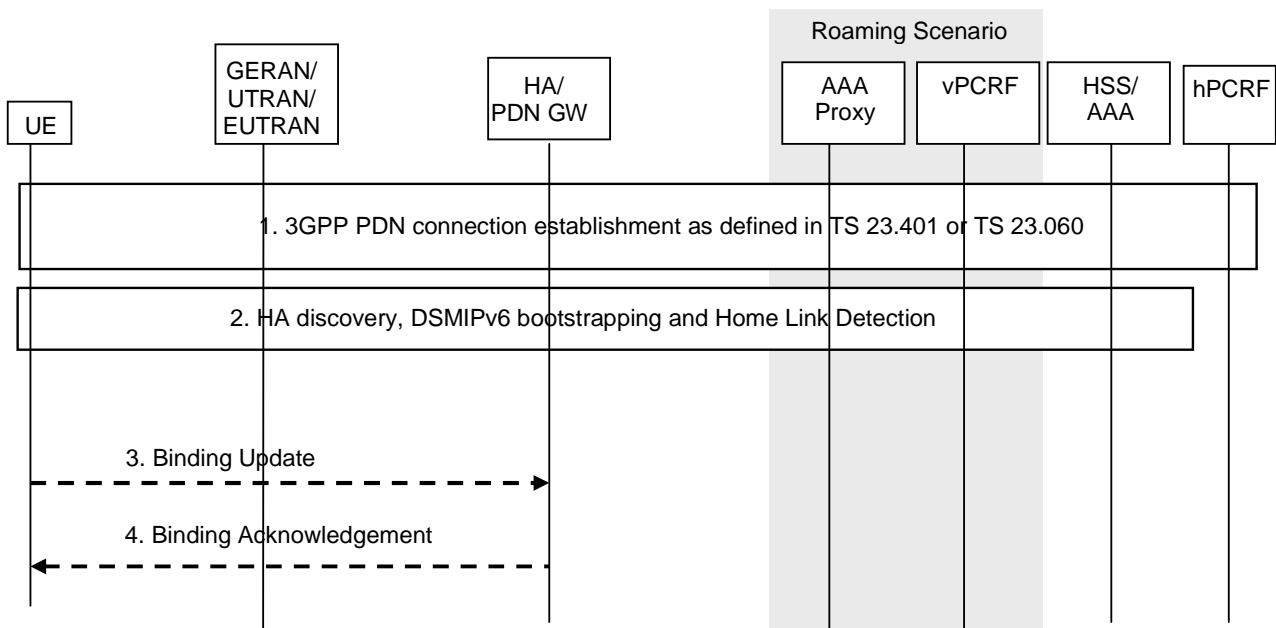 Roaming Scenario
UE
GERAN/
UTRAN/
EUTRAN
HA/
PDN GW
AAA
Proxy
vPCRF
HSS/
AAA
hPCRF
1. 3GPP PDN connection establishment as defined in TS 23.401 or TS 23.060
2. HA discovery, DSMIPv6 bootstrapping and Home Link Detection
3. Binding Update
4. Binding Acknowledgement